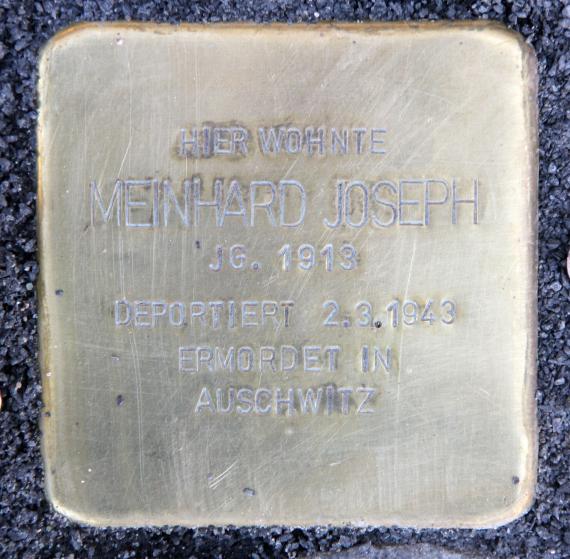 HIER WOHNTE
MEINHARD JOSEPH
JG. 1913
DEPORTIERT 2.3.1943
ERMORDET IN
AUSCHWITZ